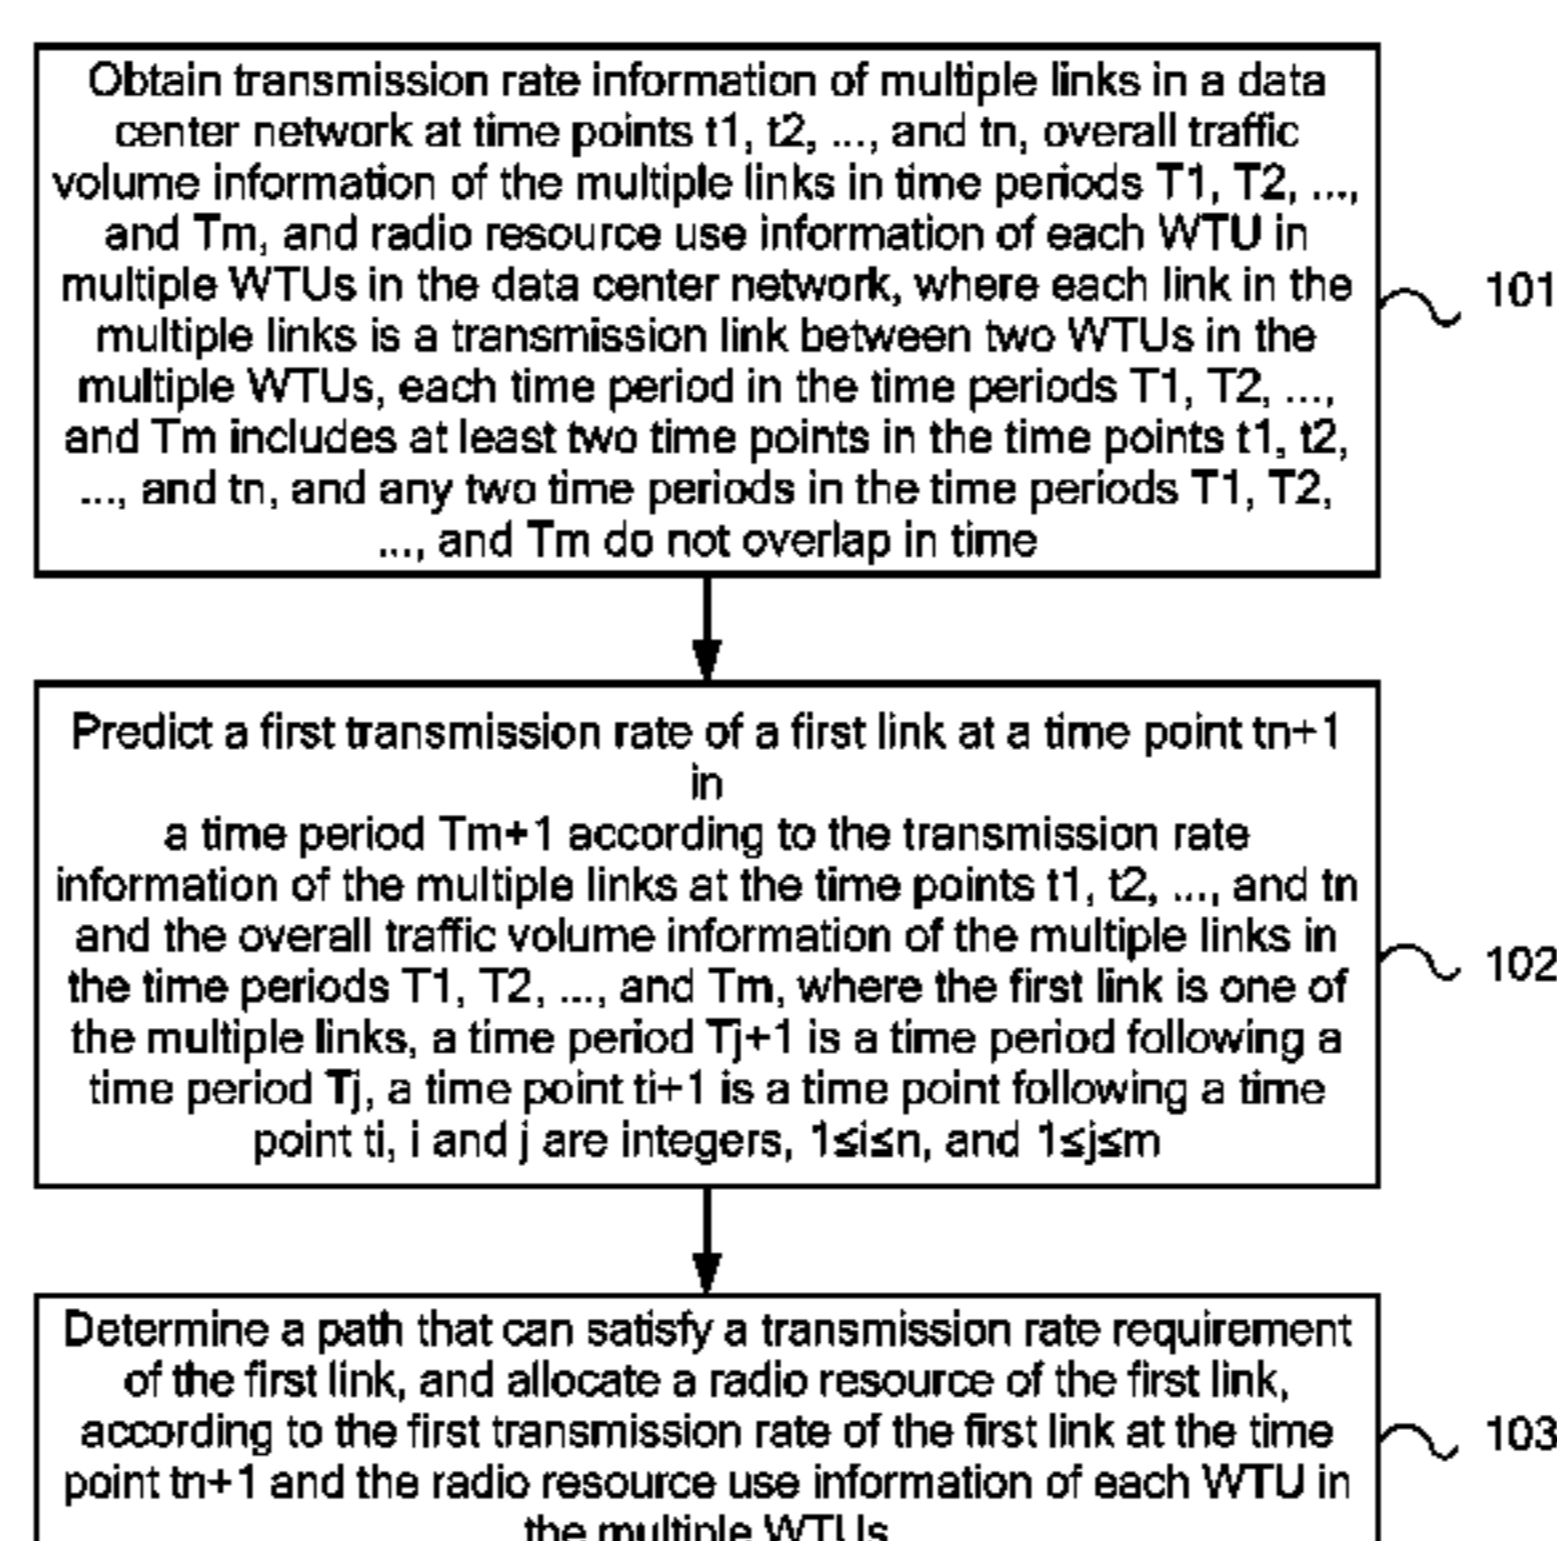 Obtain transmission rate information of multiple links in a data
center network at time points t1, t2, ..., and tn, overall traffic
volume information of the multiple links in time periods T1, T2, ...,
and Tm, and radio resource use information of each WTU in
multiple WTUs in the data center network, where each link in the
multiple links is a transmission link between two WTUs in the
multiple WTUs, each time period in the time periods T1, T2, ...,
and Tm includes at least two time points in the time points t1, t2,
..., and tn, and any two time periods in the time periods T1, T2,
..., and Tm do not overlap in time
101
Predict a first transmission rate of a first link at a time point tn+1
in
a time period Tm+1 according to the transmission rate
information of the multiple links at the time points t1, t2, ..., and tn
and the overall traffic volume information of the multiple links in
the time periods T1, T2, ..., and Tm, where the first link is one of
the multiple links, a time period Tj+1 is a time period following a
time period Tj, a time point ti+1 is a time point following a time
point ti, i and j are integers, 1≤i≤n, and 1≤j≤m
102
Determine a path that can satisfy a transmission rate requirement
of the first link, and allocate a radio resource of the first link,
according to the first transmission rate of the first link at the time
point tn+1 and the radio resource use information of each WTU in
the multiple WTUs
103